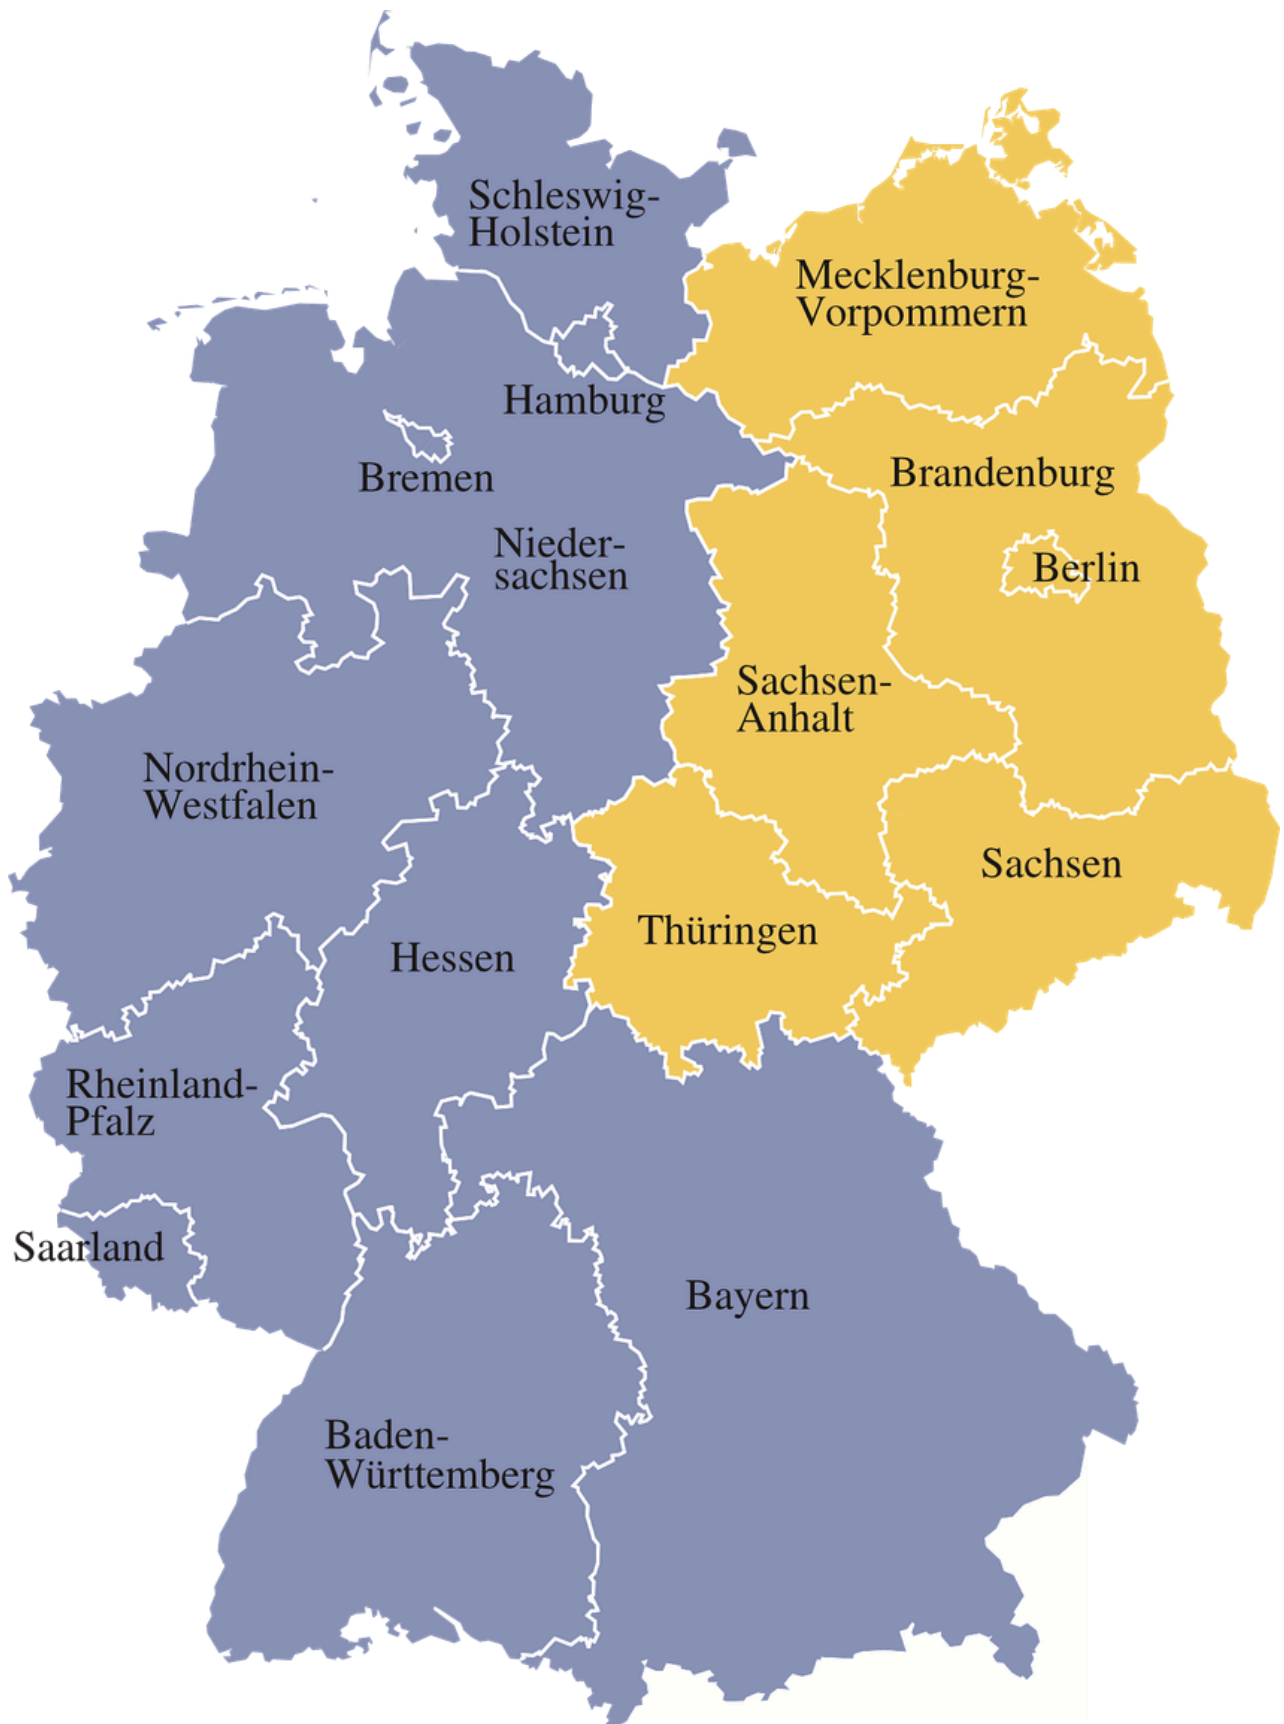 Schleswig-
Holstein
Mecklenburg-
Vorpommern
Hamburg
Bremen
Brandenburg
Nieder-
sachsen
Berlin
Sachsen-
Anhalt
Nordrhein-
Westfalen
Sachsen
Thüringen
Hessen
Rheinland-
Pfalz
Saarland
Bayern
Baden-
Württemberg